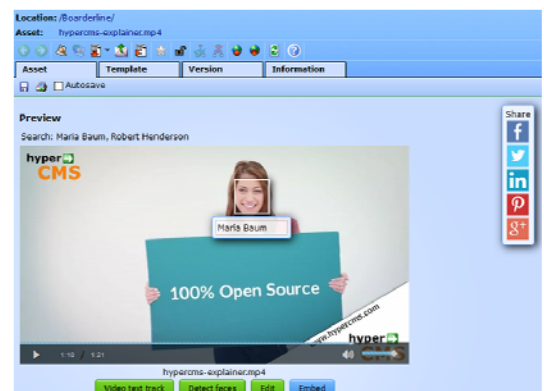 Location: /Boarderline/
Asset: hypercms-explainer.mp4
Asset Template Version Information
Autosave
Preview
Share
Search: Maria Baum, Robert Henderson
hyper
CMS
Maria Baum
100% Open Source
www.hypercms.com
hyper
CMS
1:10 / 1:21
hypercms-explainer.mp4
Video text track Detect faces Edit Embed